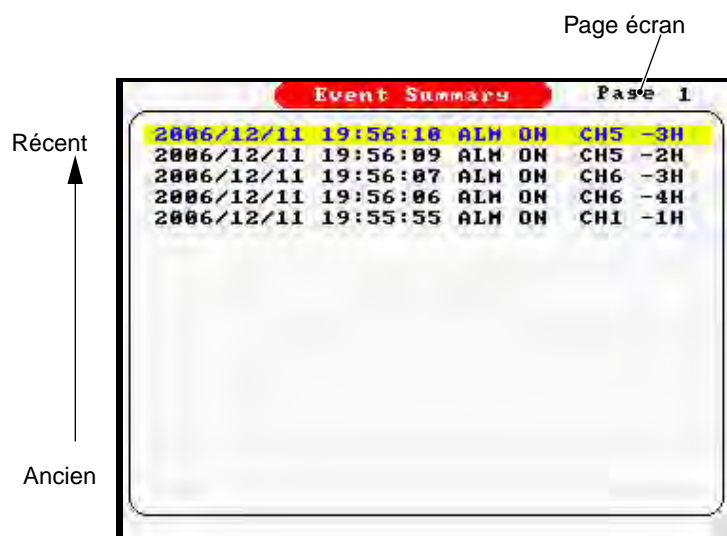 Page écran
Event Summary Page 1
Récent
2006/12/11 19:56:10 ALM ON CH5 -3H
2006/12/11 19:56:09 ALM ON CH5 -2H
2006/12/11 19:56:07 ALM ON CH6 -3H
2006/12/11 19:56:06 ALM ON CH6 -4H
2006/12/11 19:55:55 ALM ON CH1 -1H
Ancien